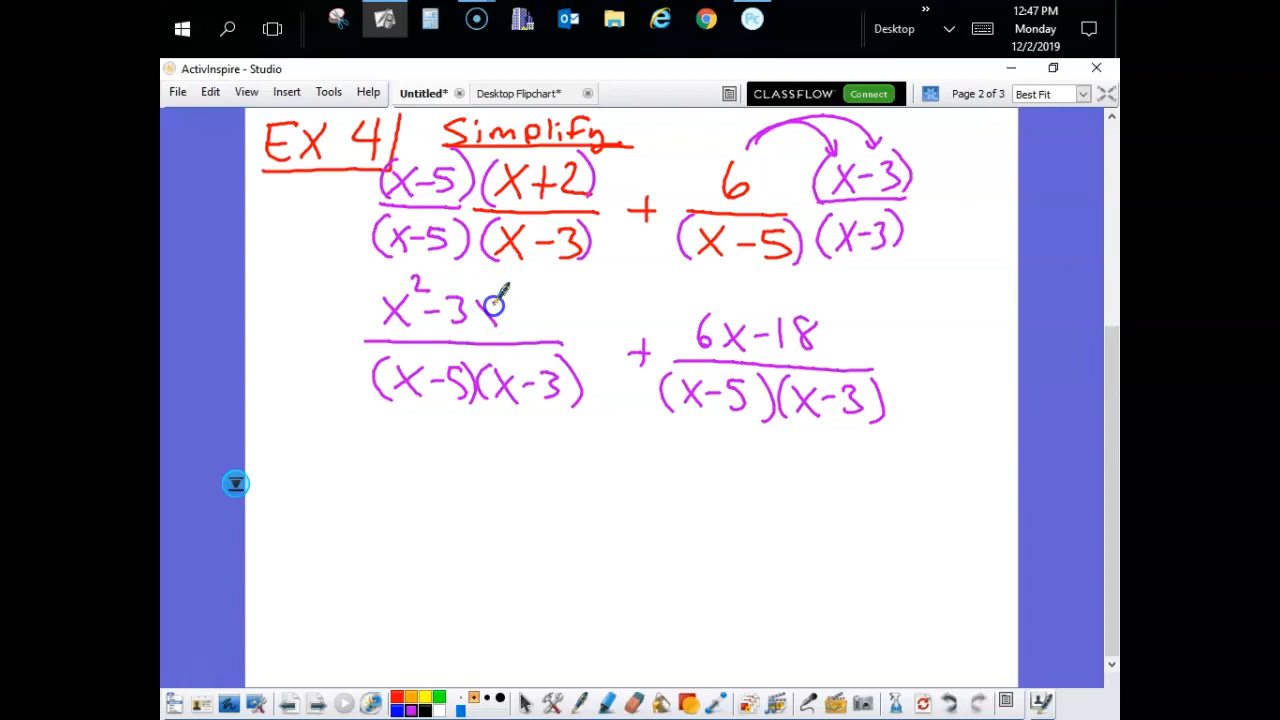 12:47 PM
Desktop » Monday
12/2/2019
ActivInspire - Studio
File Edit View Insert Tools Help Untitled* Desktop Flipchart* CLASSFLOW Connect Page 2 of 3 Best Fit
EX 4/ Simplify
(x-5)(x+2) 6 (x-3)
+
(x-5)(x-3) (x-5)(x-3)
x²-3x 6x-18
+
(x-5)(x-3) (x-5)(x-3)